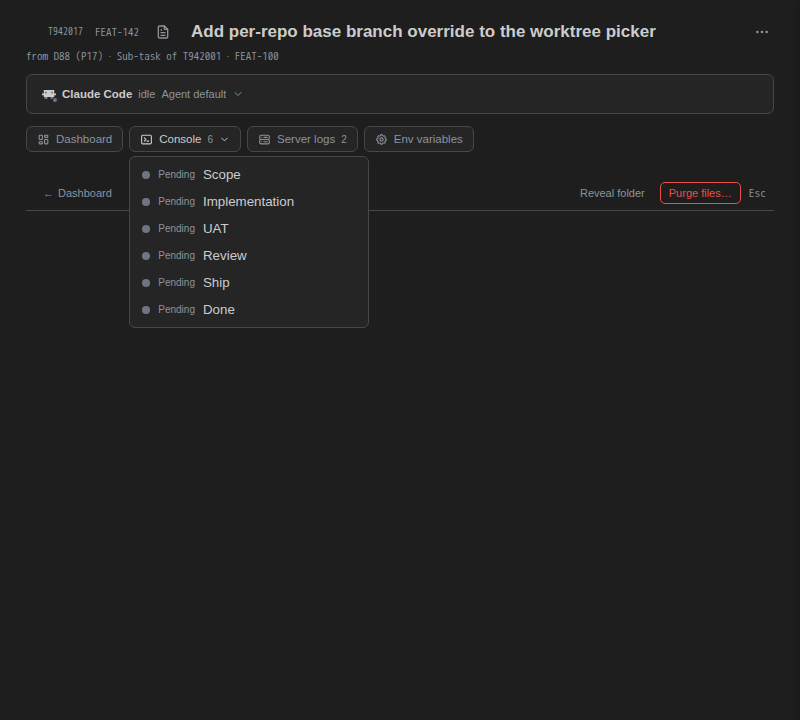 T942017 FEAT-142 Add per-repo base branch override to the worktree picker
from D88 (P17) · Sub-task of T942001 · FEAT-100
Claude Code idle Agent default
Dashboard Console 6 Server logs 2 Env variables
← Dashboard Reveal folder Purge files… Esc
Pending Scope
Pending Implementation
Pending UAT
Pending Review
Pending Ship
Pending Done